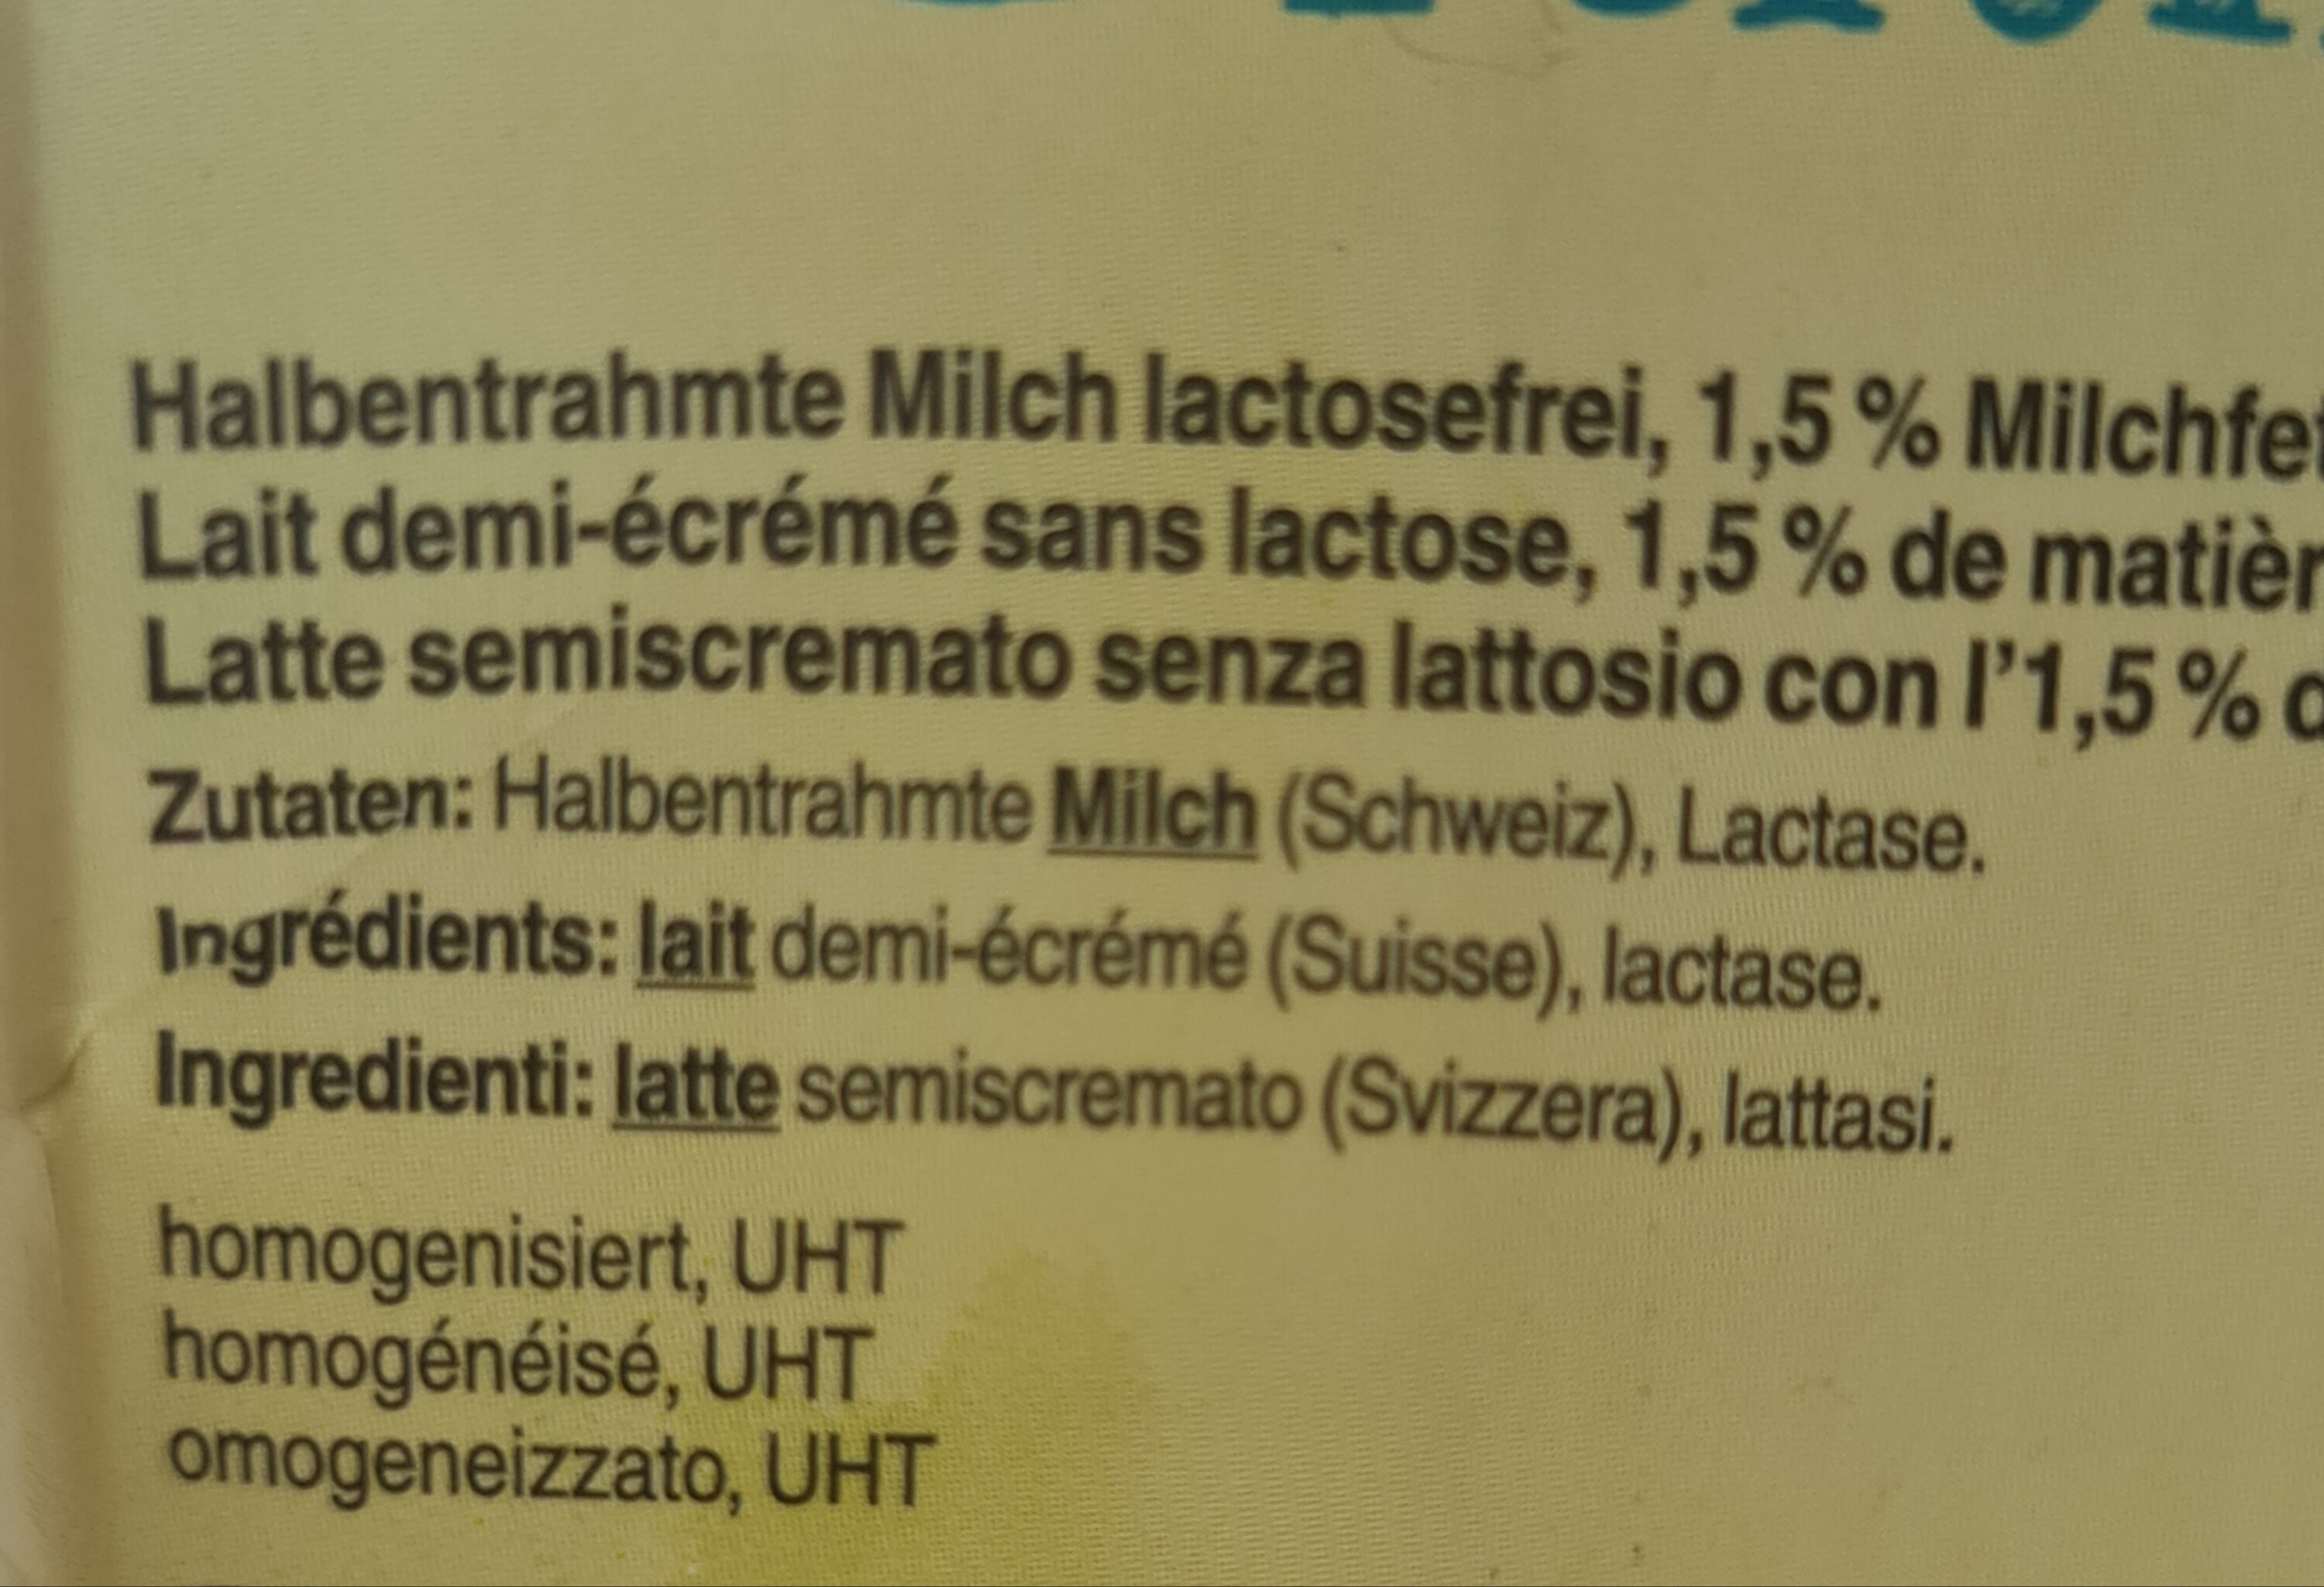 Halbentrahmte Milch lactosefrei, 1,5 % Milchfet
Lait demi-écrémé sans lactose, 1,5 % de matièr
Latte semiscremato senza lattosio con l’1,5 % d
Zutaten: Halbentrahmte Milch (Schweiz), Lactase.
Ingrédients: lait demi-écrémé (Suisse), lactase.
Ingredienti: latte semiscremato (Svizzera), lattasi.
homogenisiert, UHT
homogénéisé, UHT
omogeneizzato, UHT